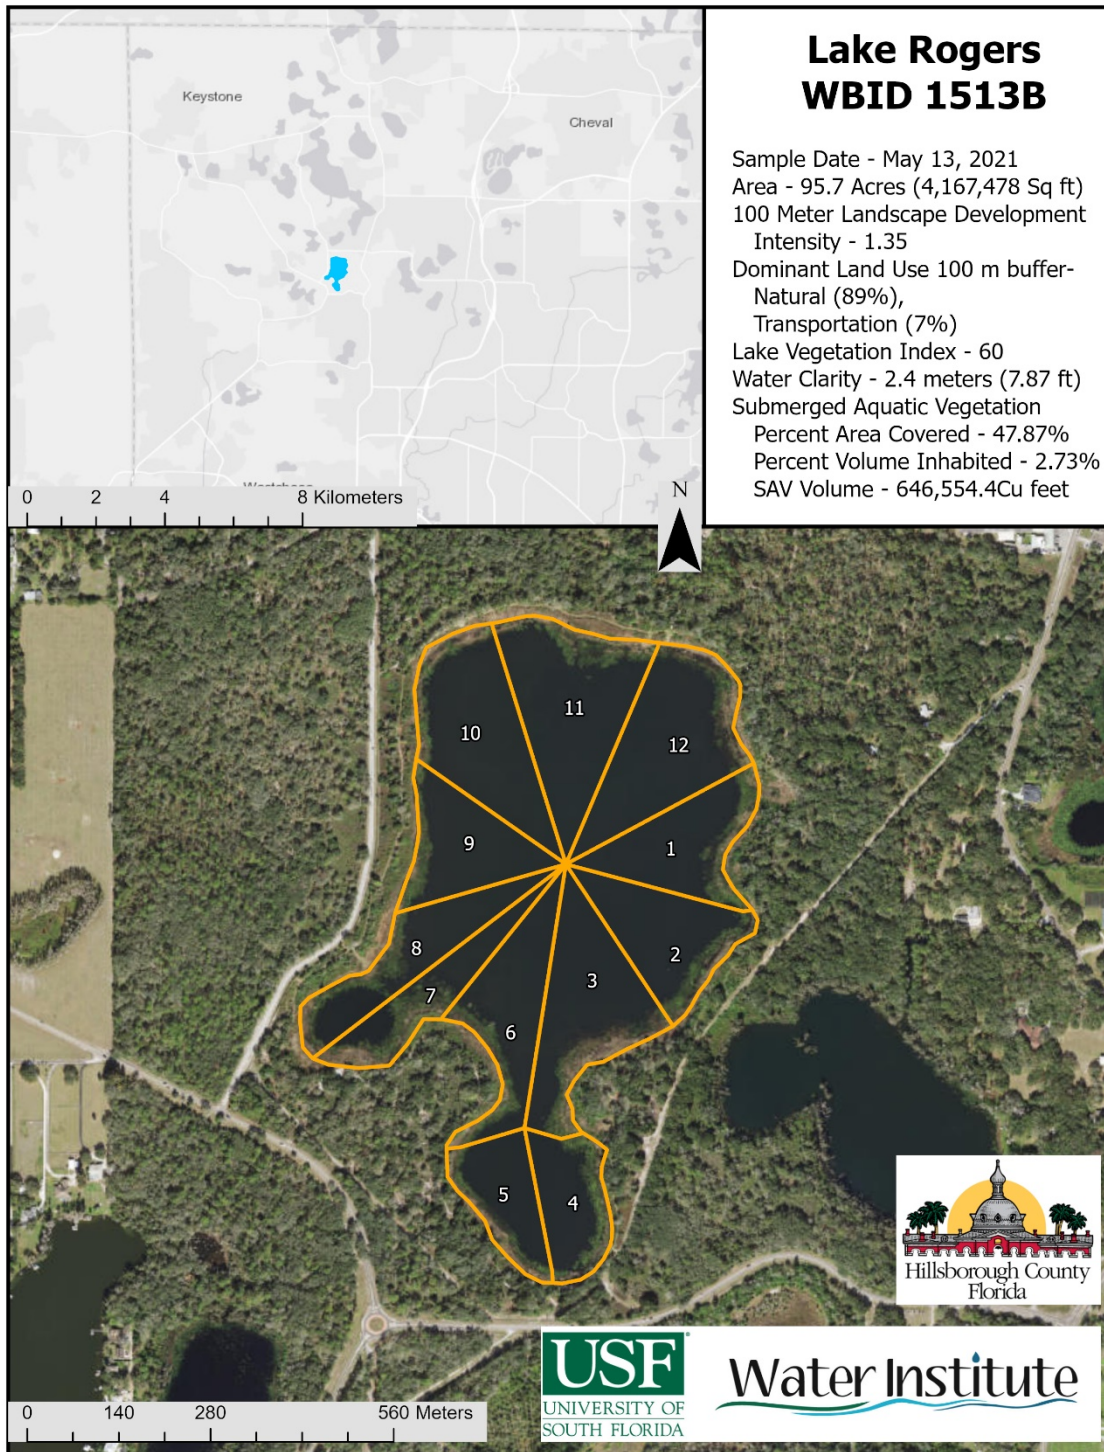 Keystone
Cheval
0 2 4 8 Kilometers
N
Lake Rogers
WBID 1513B
Sample Date - May 13, 2021
Area - 95.7 Acres (4,167,478 Sq ft)
100 Meter Landscape Development
Intensity - 1.35
Dominant Land Use 100 m buffer-
Natural (89%),
Transportation (7%)
Lake Vegetation Index - 60
Water Clarity - 2.4 meters (7.87 ft)
Submerged Aquatic Vegetation
Percent Area Covered - 47.87%
Percent Volume Inhabited - 2.73%
SAV Volume - 646,554.4Cu feet
11
10
12
9
1
8
2
7
3
6
5
4
Hillsborough County
Florida
USF
UNIVERSITY OF
SOUTH FLORIDA
Water Institute
0 140 280 560 Meters